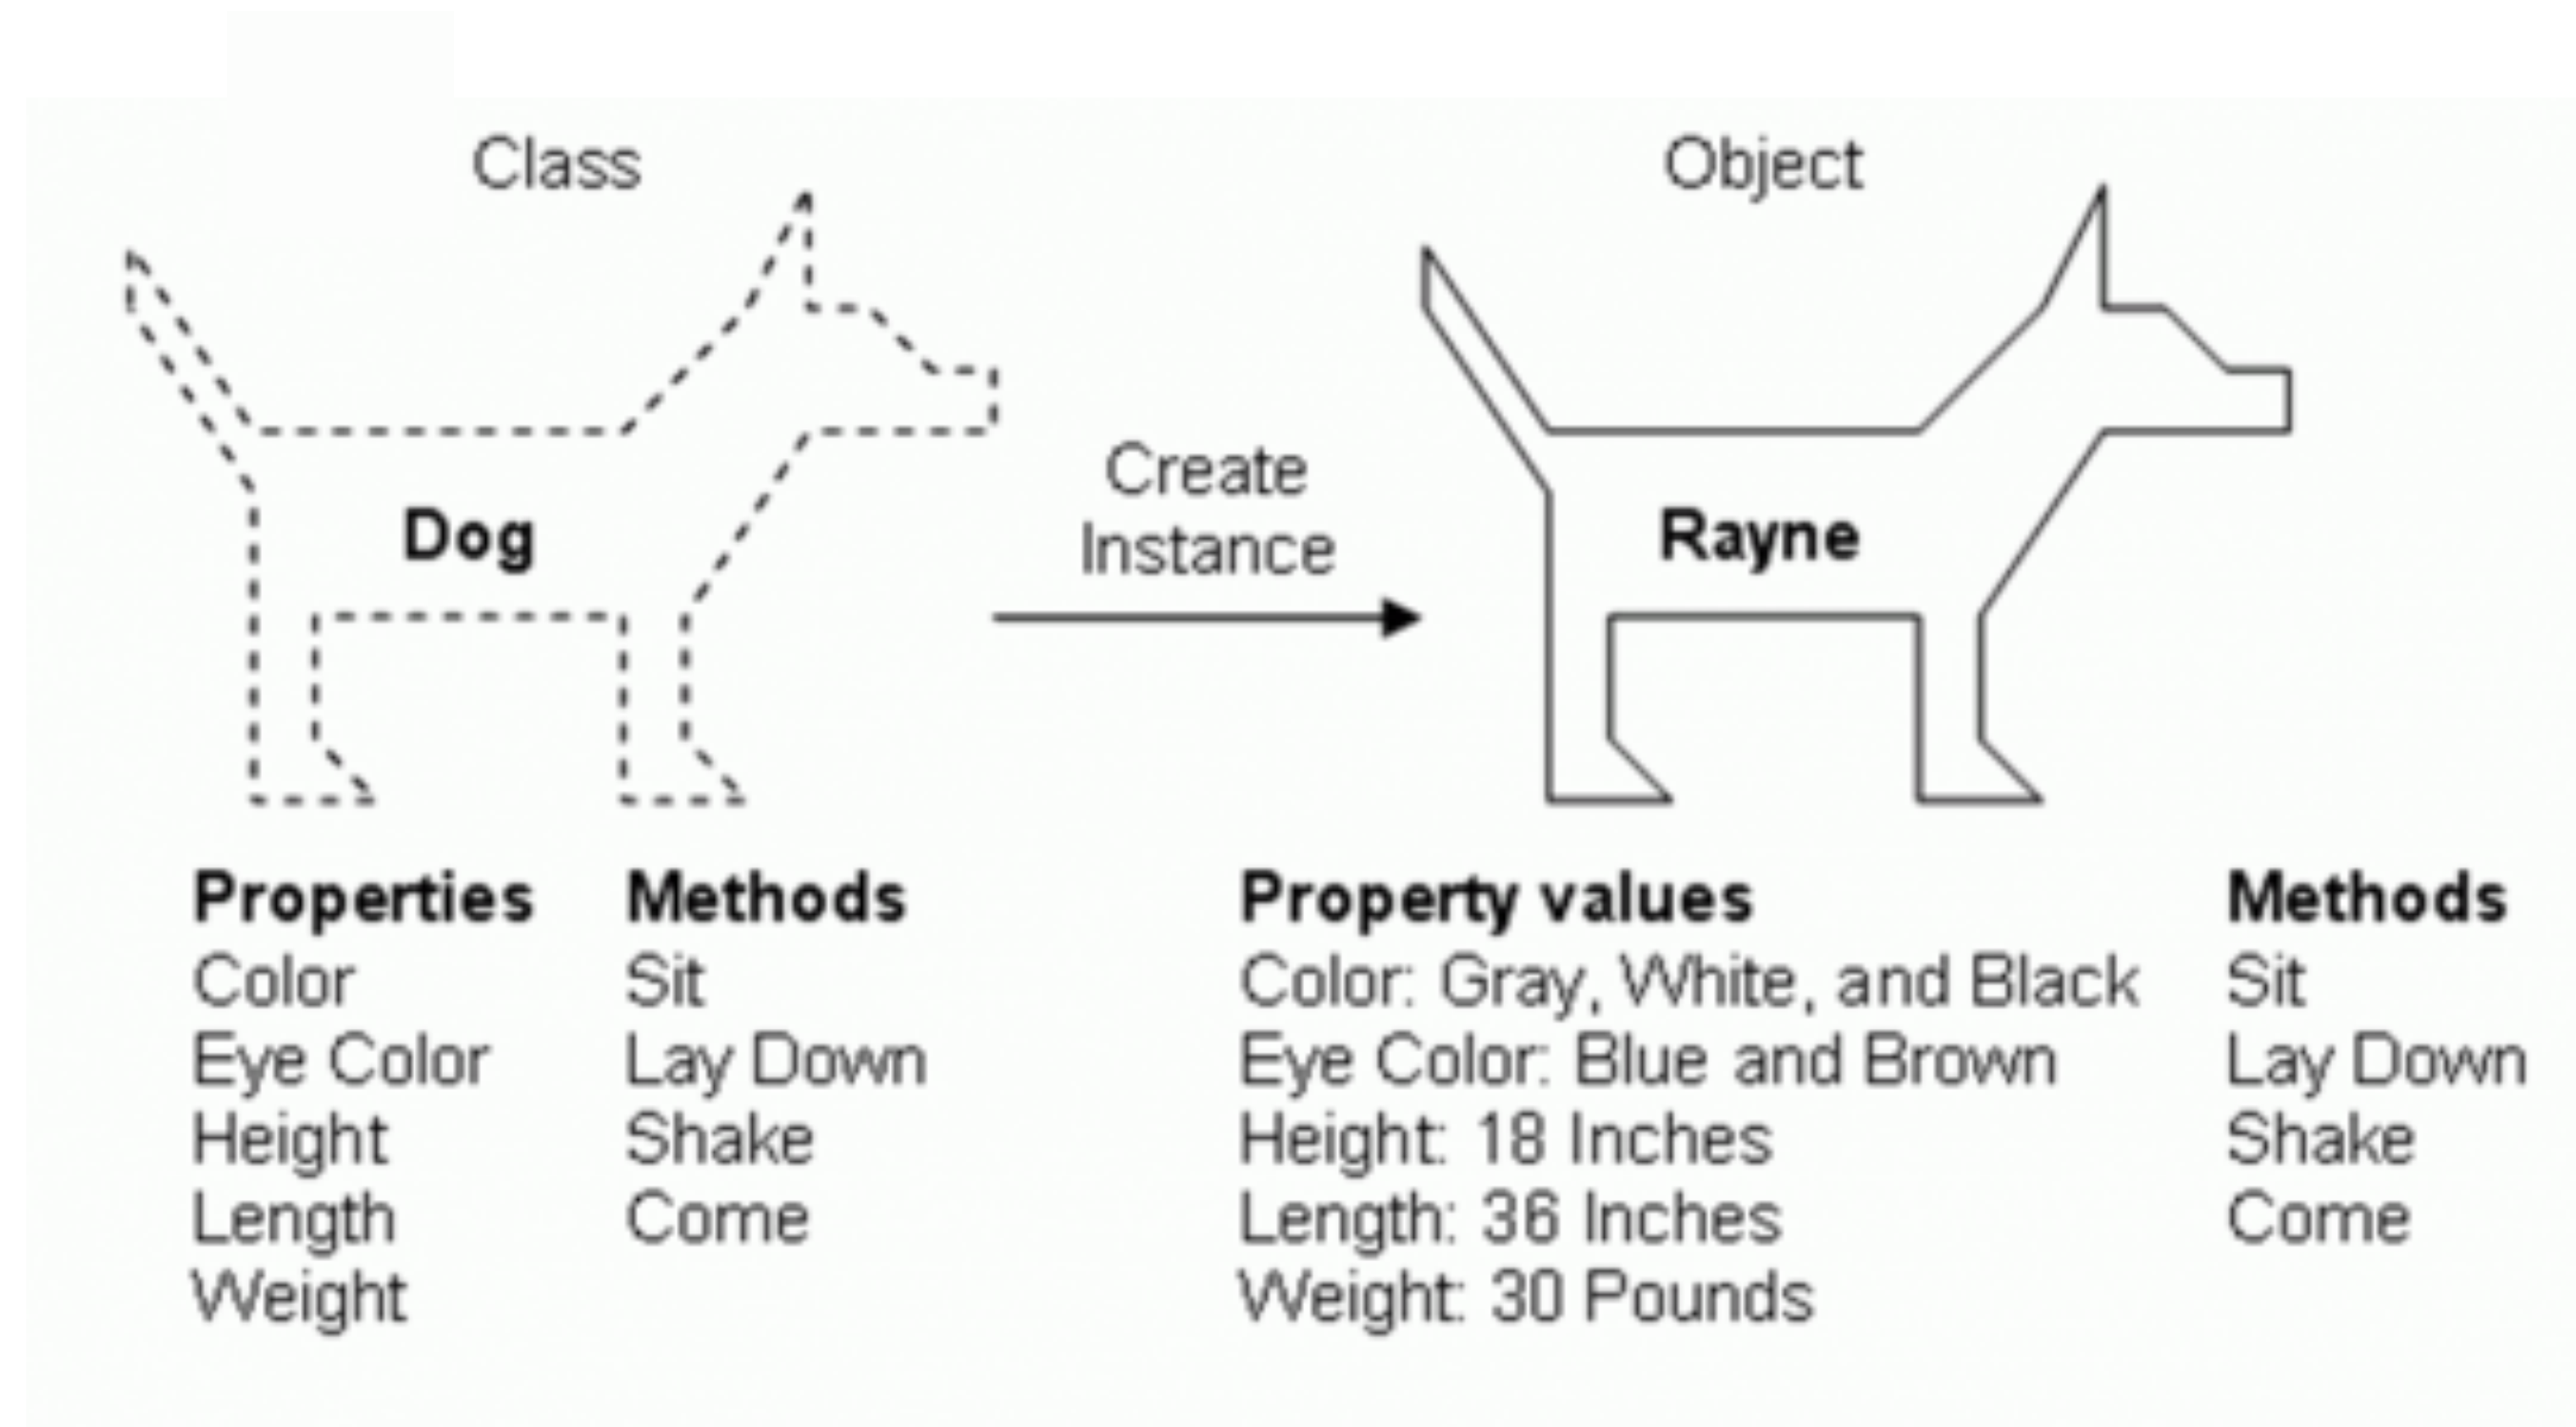 Class
Dog
Properties
Color
Eye Color
Height
Length
Weight
Methods
Sit
Lay Down
Shake
Come
Create
Instance
Object
Rayne
Property values
Color: Gray, White, and Black
Eye Color: Blue and Brown
Height: 18 Inches
Length: 36 Inches
Weight: 30 Pounds
Methods
Sit
Lay Down
Shake
Come